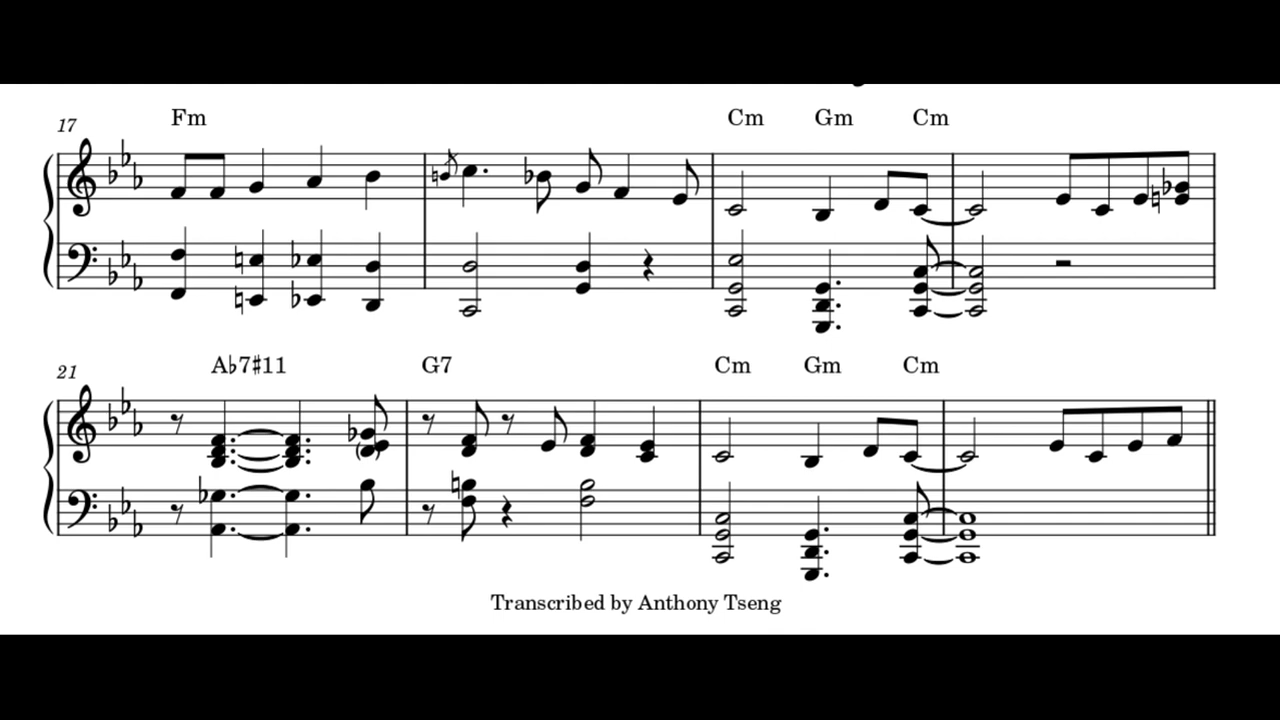 17
Fm Cm Gm Cm
21
A♭7♯11 G7 Cm Gm Cm
Transcribed by Anthony Tseng